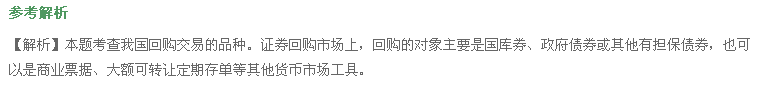 参考解析
【解析】本题考查我国回购交易的品种。证券回购市场上，回购的对象主要是国库券、政府债券或其他有担保债券，也可
以是商业票据、大额可转让定期存单等其他货币市场工具。